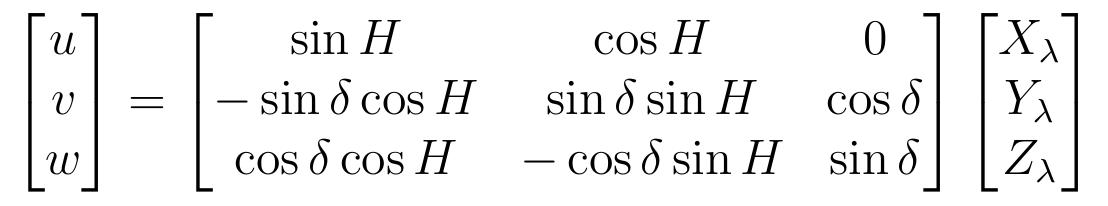 u sin H cos H 0 X_λ
v = − sin δ cos H sin δ sin H cos δ Y_λ
w cos δ cos H − cos δ sin H sin δ Z_λ